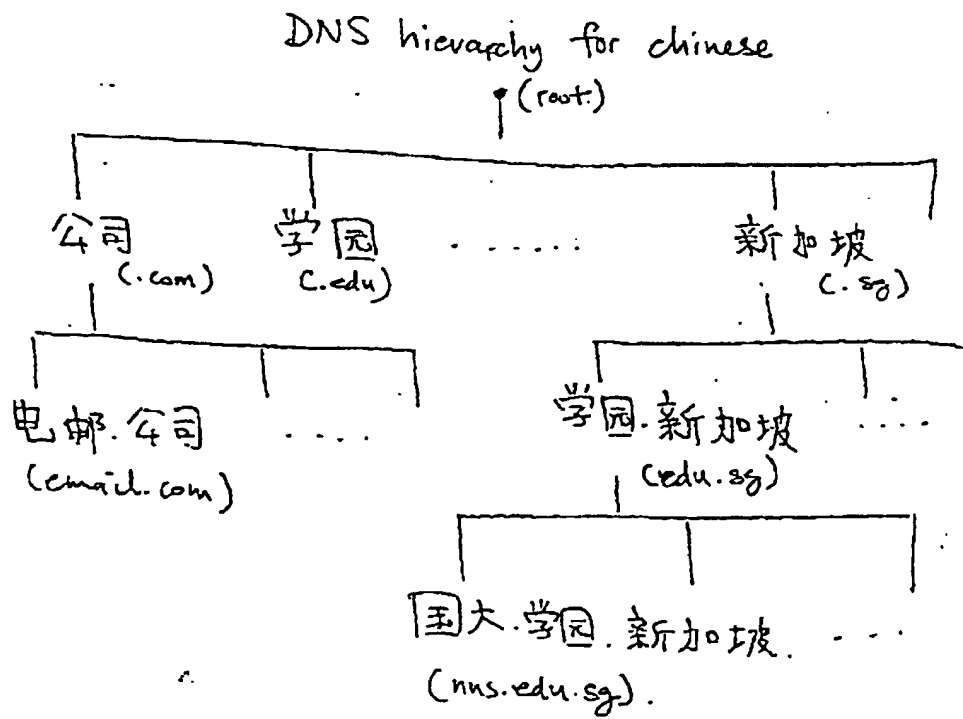 DNS hierarchy for chinese
(root)
公司 学园 ······ 新加坡
(.com) (.edu) (.sg)
电邮.公司 ···· 学园.新加坡 ····
(email.com) (edu.sg)
国大.学园.新加坡. ····
(nus.edu.sg).